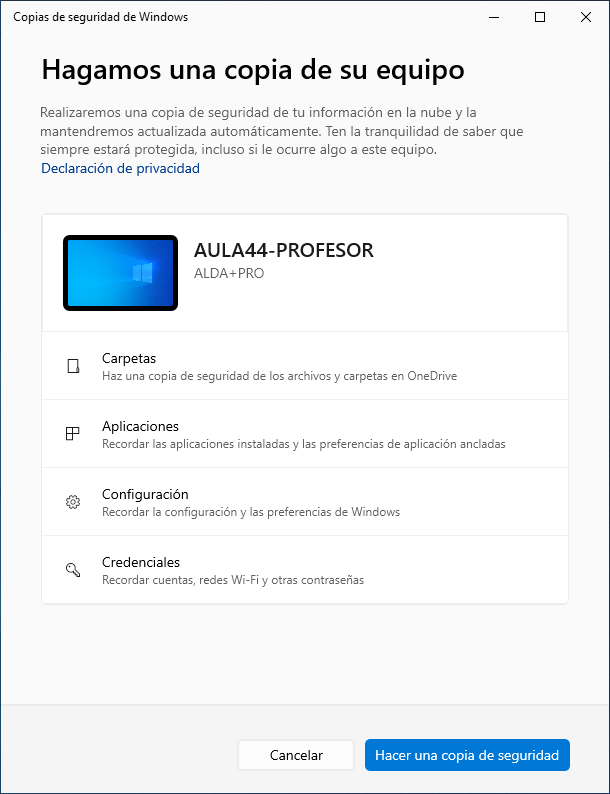 Copias de seguridad de Windows
Hagamos una copia de su equipo
Realizaremos una copia de seguridad de tu información en la nube y la
mantendremos actualizada automáticamente. Ten la tranquilidad de saber que
siempre estará protegida, incluso si le ocurre algo a este equipo.
Declaración de privacidad
AULA44-PROFESOR
ALDA+PRO
Carpetas
Haz una copia de seguridad de los archivos y carpetas en OneDrive
Aplicaciones
Recordar las aplicaciones instaladas y las preferencias de aplicación ancladas
Configuración
Recordar la configuración y las preferencias de Windows
Credenciales
Recordar cuentas, redes Wi-Fi y otras contraseñas
Cancelar
Hacer una copia de seguridad